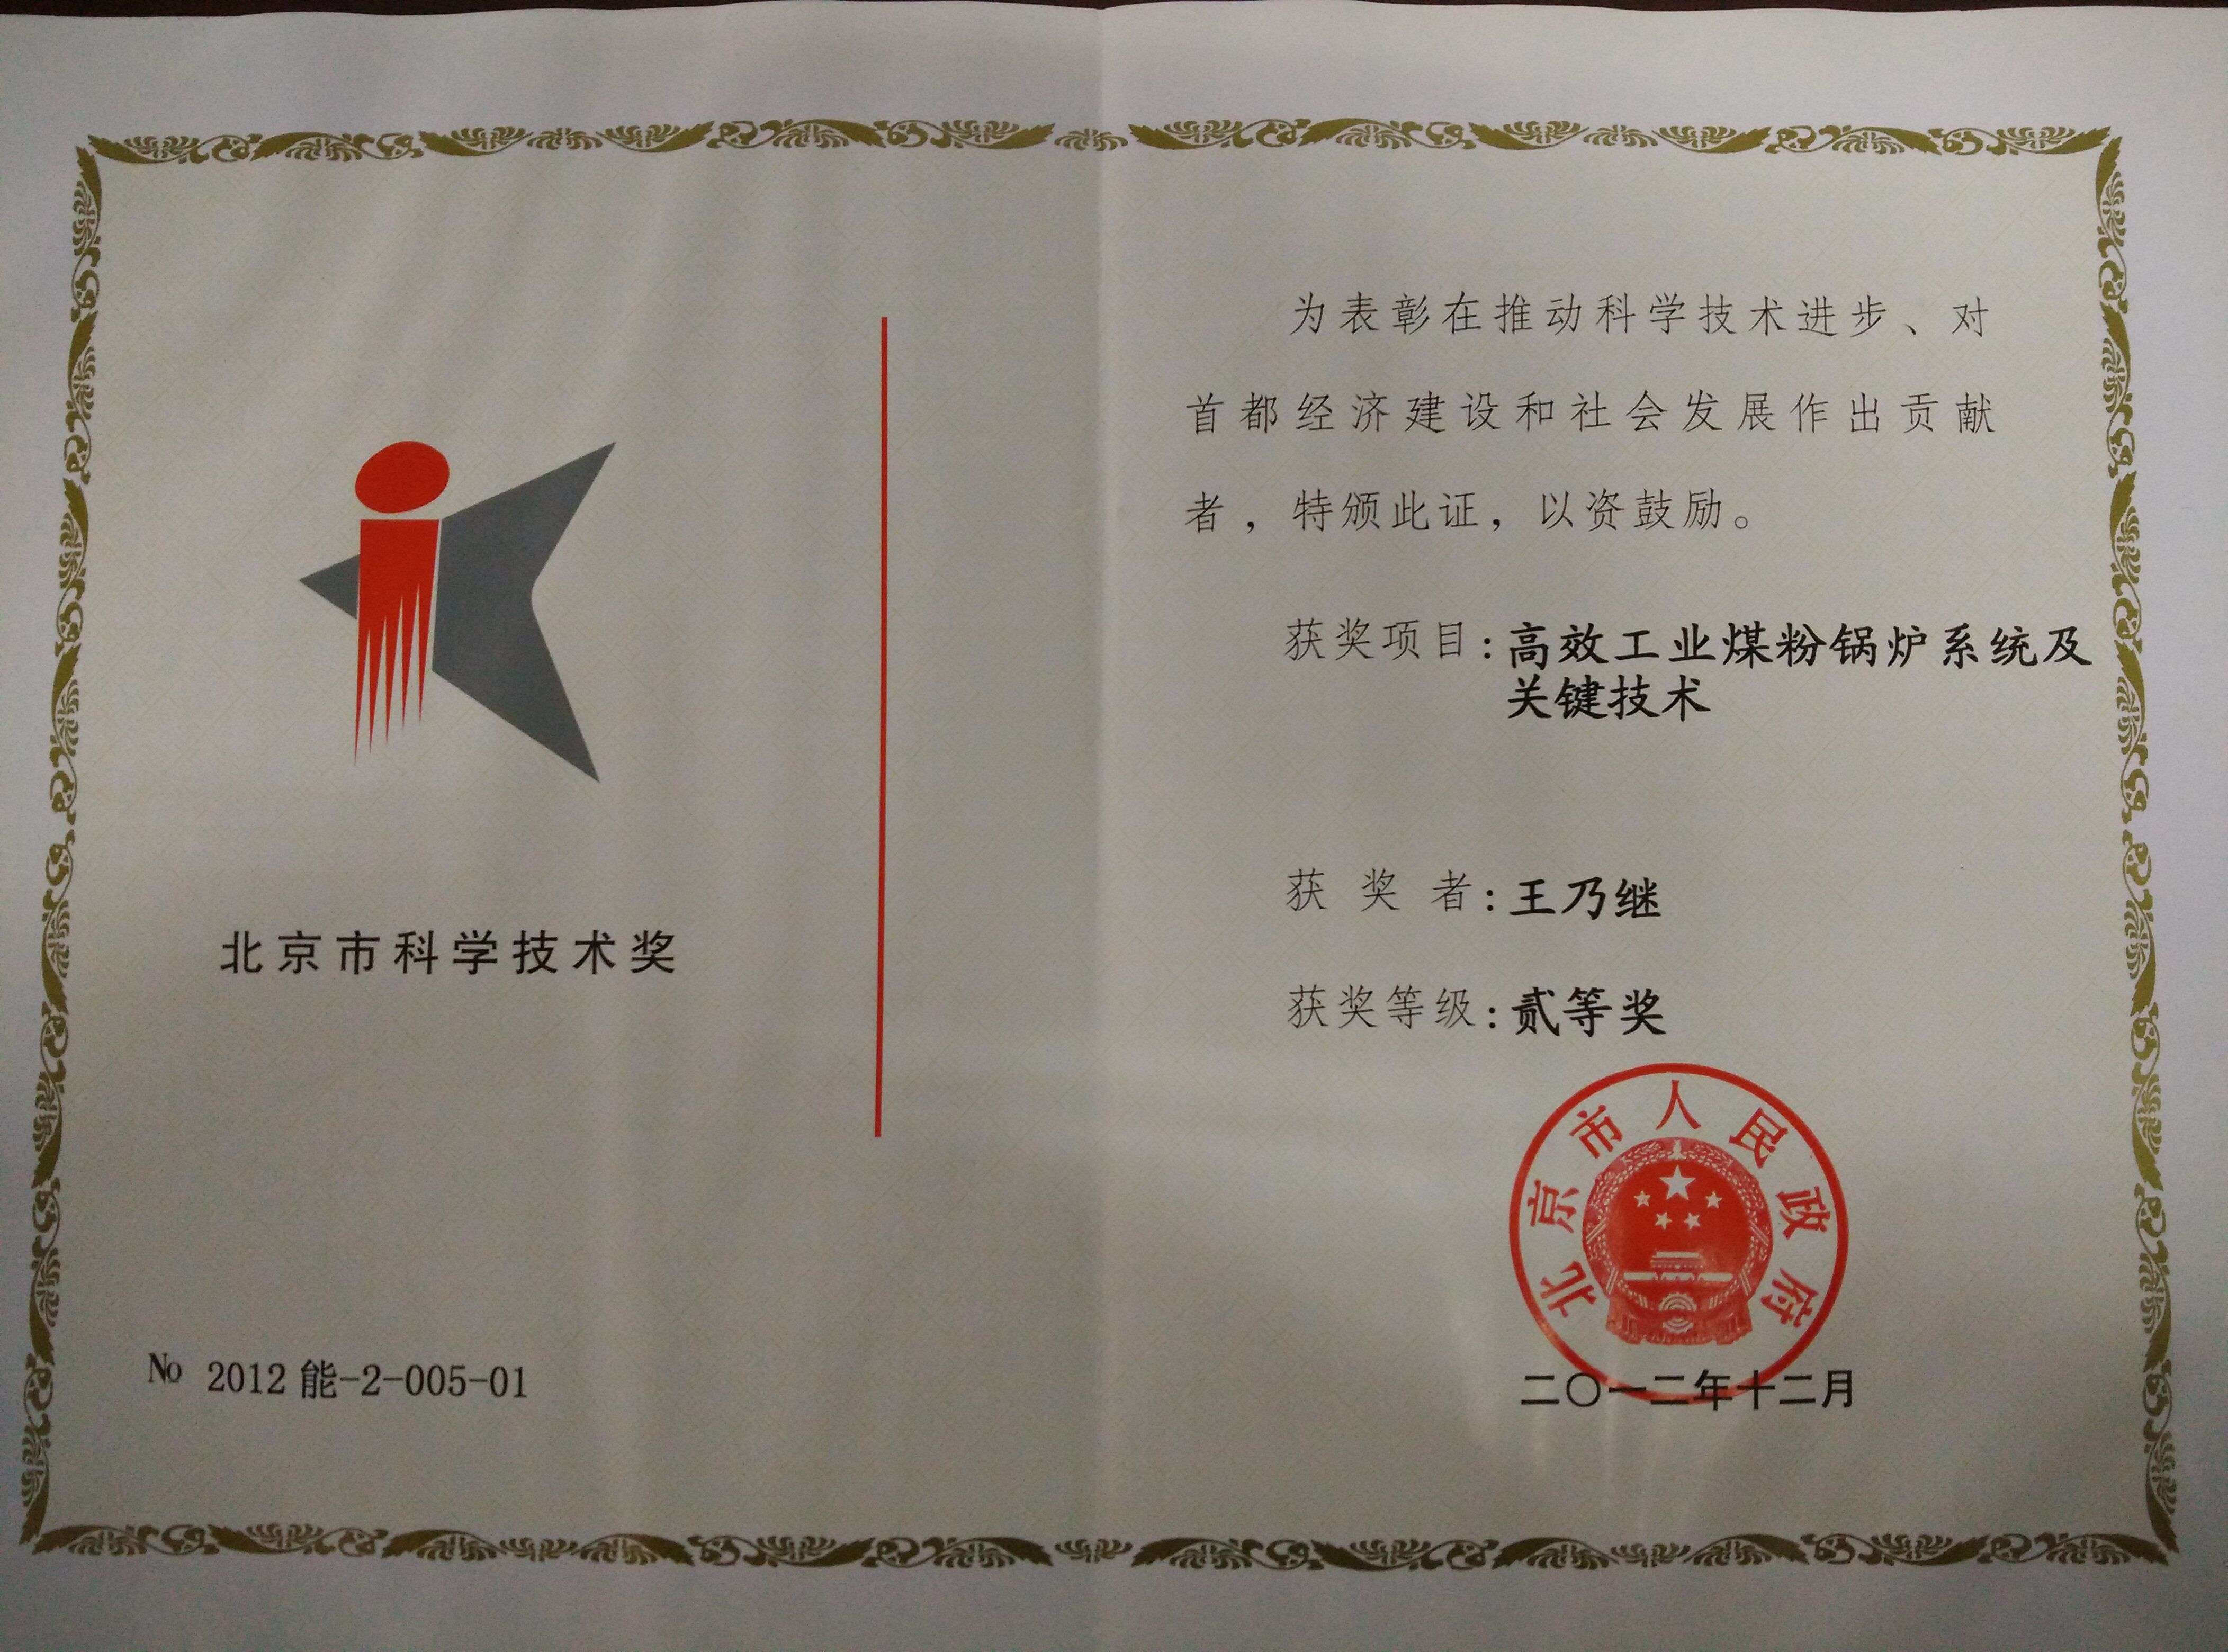 北京市科学技术奖
№ 2012 能-2-005-01
为表彰在推动科学技术进步、对
首都经济建设和社会发展作出贡献
者，特颁此证，以资鼓励。
获奖项目：高效工业煤粉锅炉系统及
关键技术
获奖者：王乃继
获奖等级：贰等奖
北京市人民政府
二〇一二年十二月